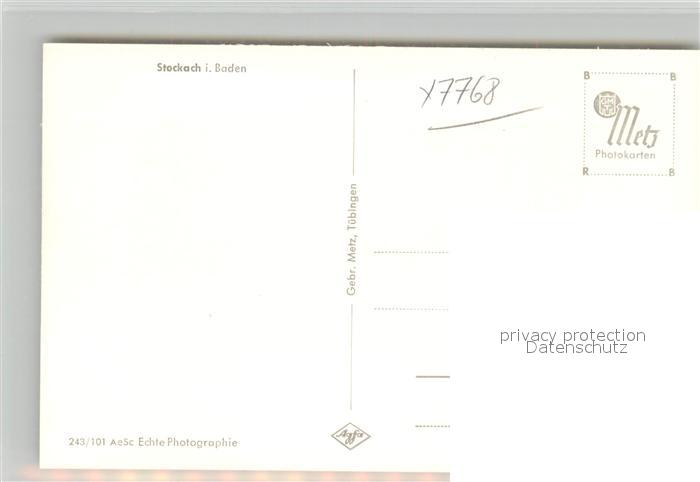 Stockach i. Baden
x7768
B B
Metz
Photokarten
R B
Gebr. Metz, Tübingen
privacy protection
Datenschutz
243/101 AeSc Echte Photographie
Agfa